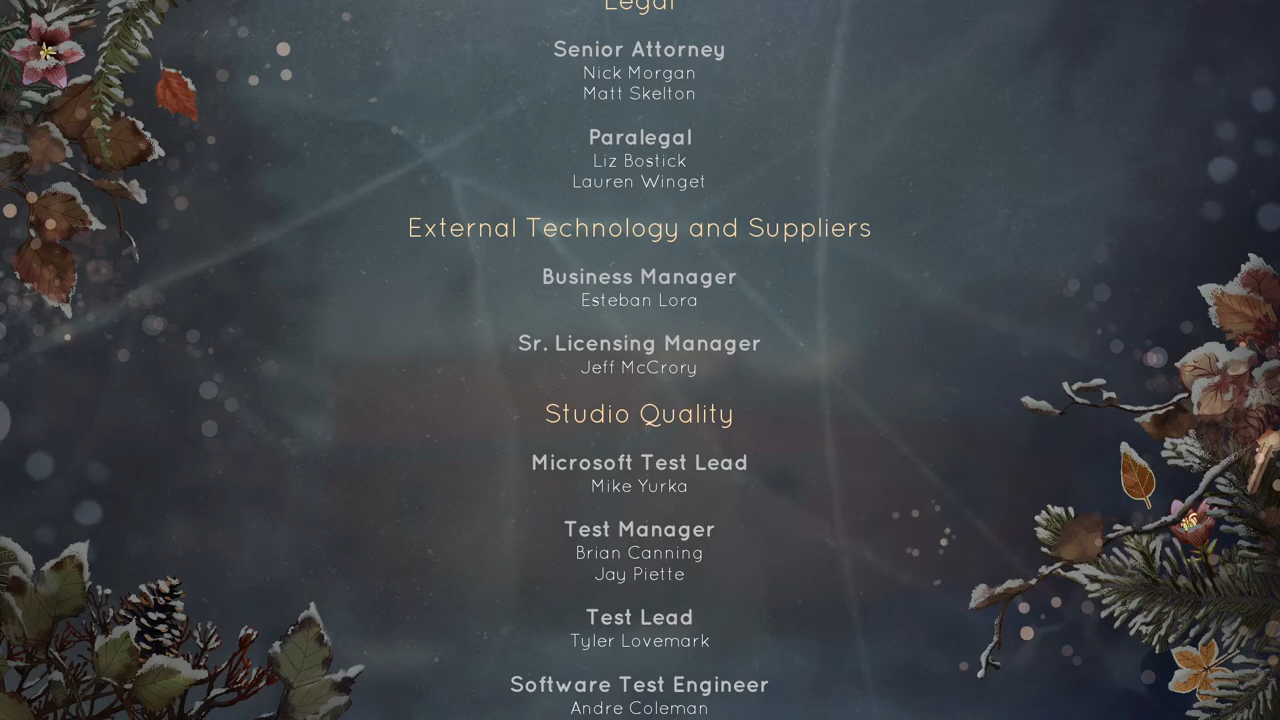 Legal
Senior Attorney
Nick Morgan
Matt Skelton
Paralegal
Liz Bostick
Lauren Winget
External Technology and Suppliers
Business Manager
Esteban Lora
Sr. Licensing Manager
Jeff McCrory
Studio Quality
Microsoft Test Lead
Mike Yurka
Test Manager
Brian Canning
Jay Piette
Test Lead
Tyler Lovemark
Software Test Engineer
Andre Coleman